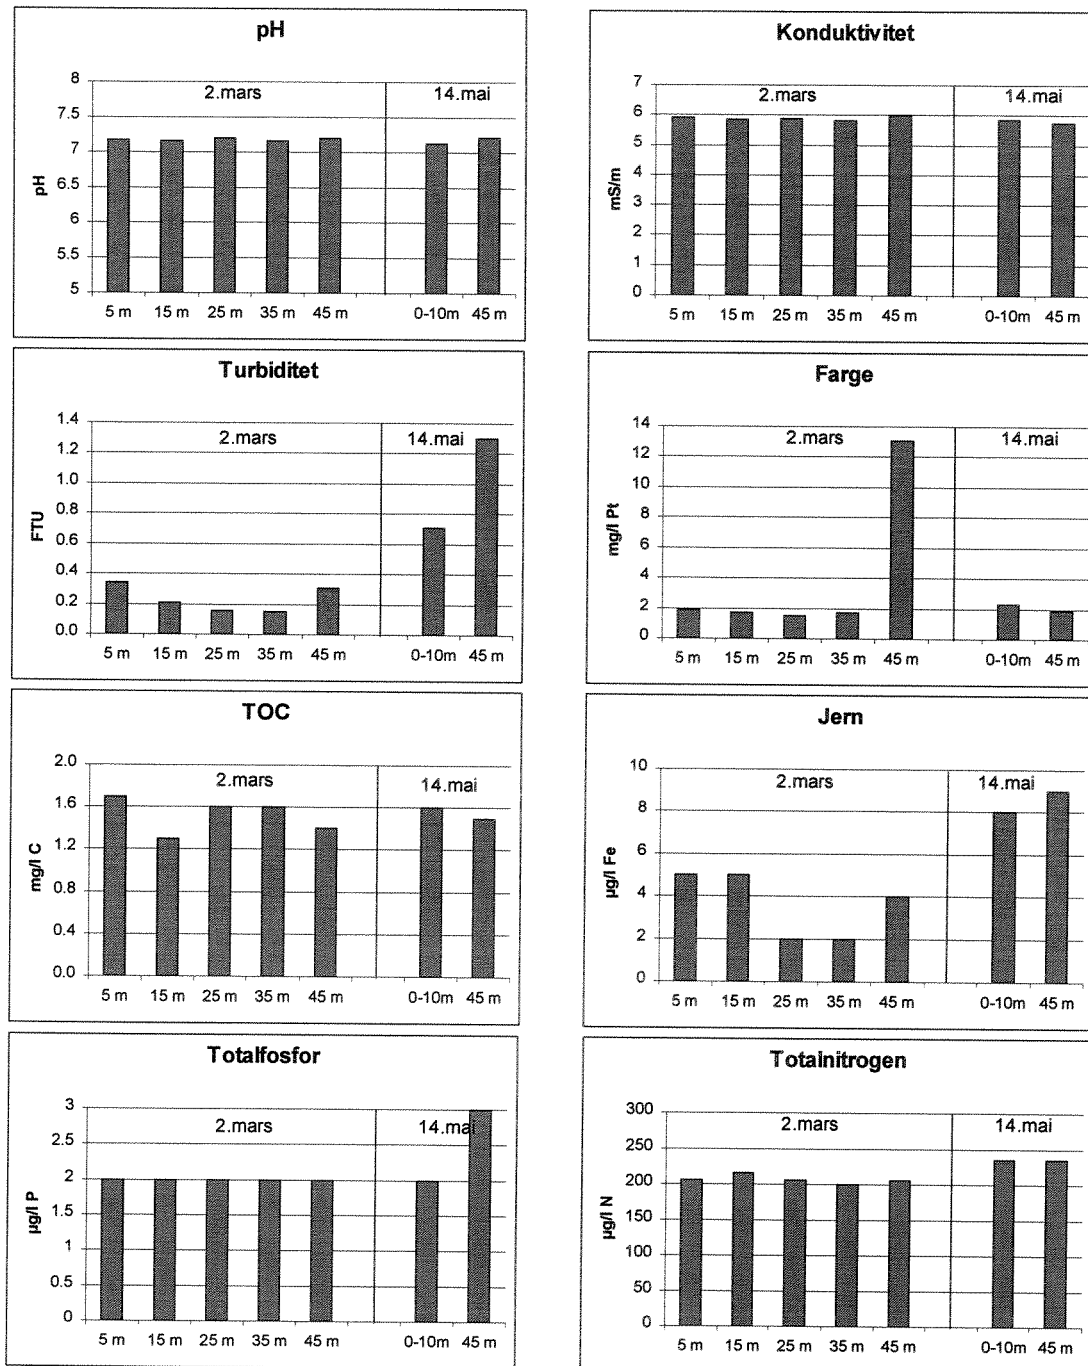 pH
8
7.5
7
6.5
6
5.5
5
pH
2.mars
14.mai
5 m 15 m 25 m 35 m 45 m 0-10m 45 m
Konduktivitet
7
6
5
4
3
2
1
0
mS/m
2.mars
14.mai
5 m 15 m 25 m 35 m 45 m 0-10m 45 m
Turbiditet
1.4
1.2
1.0
0.8
0.6
0.4
0.2
0.0
FTU
2.mars
14.mai
5 m 15 m 25 m 35 m 45 m 0-10m 45 m
Farge
14
12
10
8
6
4
2
0
mg/l Pt
2.mars
14.mai
5 m 15 m 25 m 35 m 45 m 0-10m 45 m
TOC
2.0
1.6
1.2
0.8
0.4
0.0
mg/l C
2.mars
14.mai
5 m 15 m 25 m 35 m 45 m 0-10m 45 m
Jern
10
8
6
4
2
0
µg/l Fe
2.mars
14.mai
5 m 15 m 25 m 35 m 45 m 0-10m 45 m
Totalfosfor
3
2.5
2
1.5
1
0.5
0
µg/l P
2.mars
14.mai
5 m 15 m 25 m 35 m 45 m 0-10m 45 m
Totalnitrogen
300
250
200
150
100
50
0
µg/l N
2.mars
14.mai
5 m 15 m 25 m 35 m 45 m 0-10m 45 m